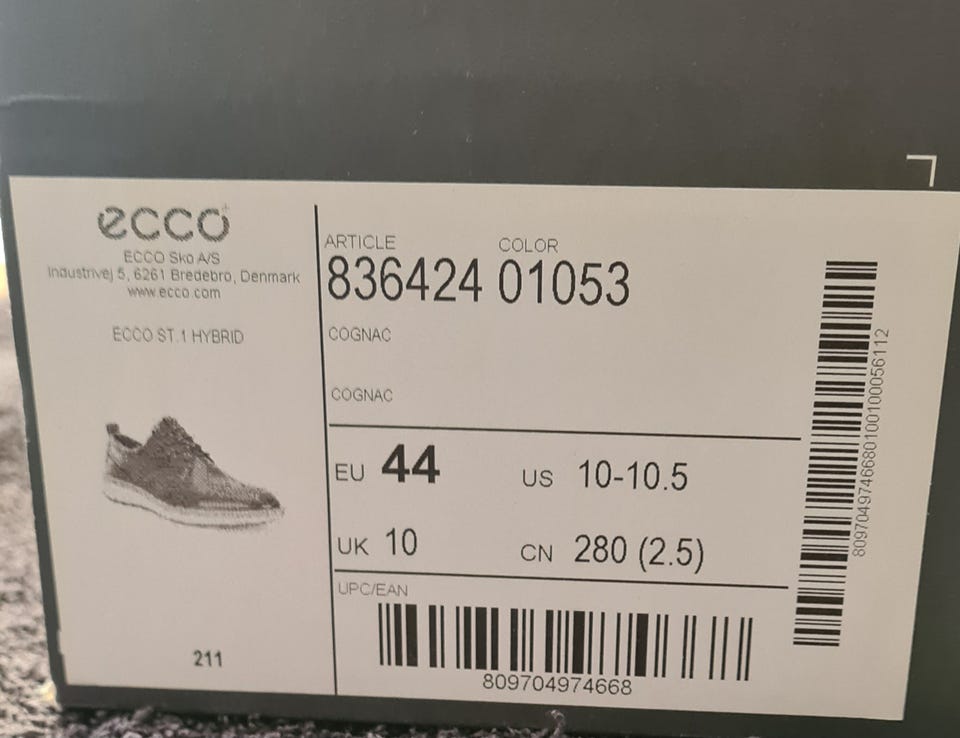 ecco
ECCO Sko A/S
Industrivej 5, 6261 Bredebro, Denmark
www.ecco.com
ECCO ST.1 HYBRID
211
ARTICLE COLOR
836424 01053
COGNAC
COGNAC
EU 44 US 10-10.5
UK 10 CN 280 (2.5)
UPC/EAN
809704974668
80970497466801001000056112